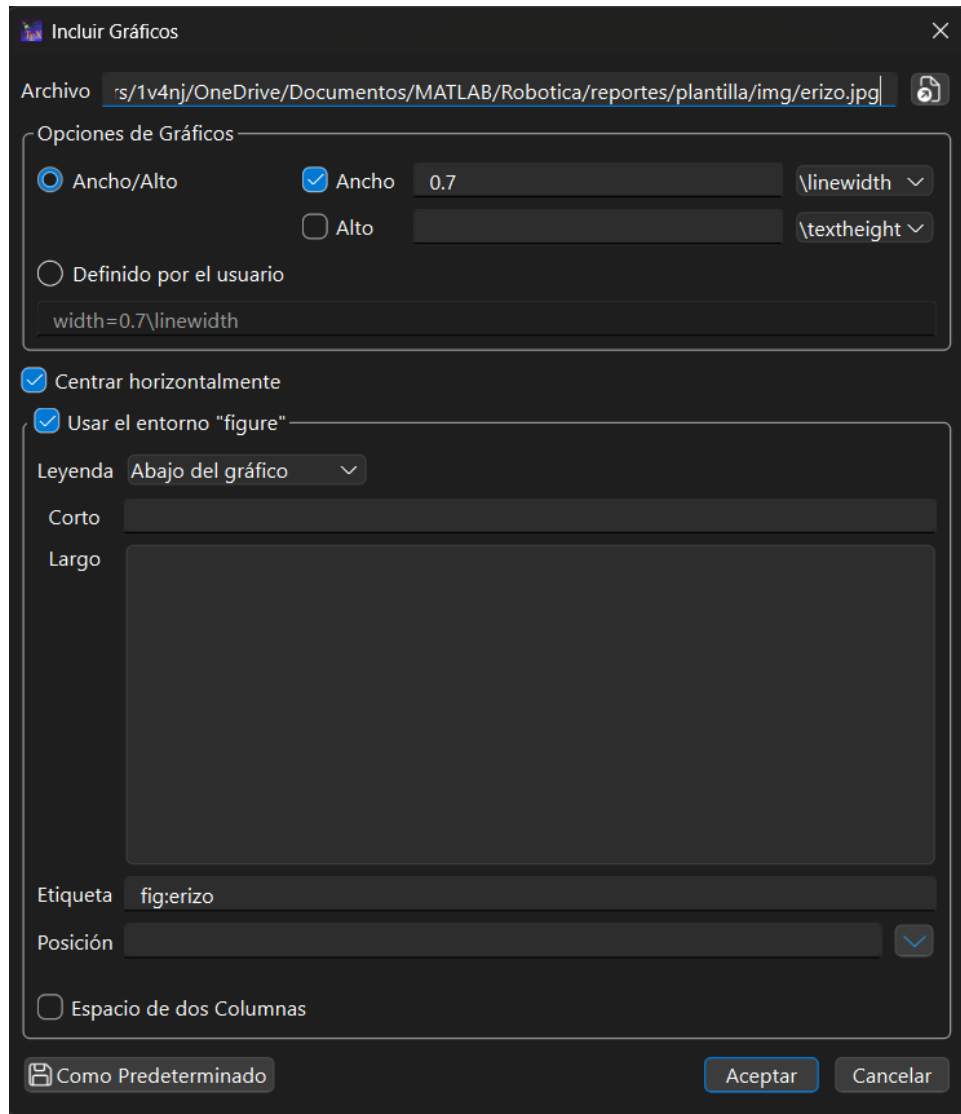 Incluir Gráficos
Archivo rs/1v4nj/OneDrive/Documentos/MATLAB/Robotica/reportes/plantilla/img/erizo.jpg
Opciones de Gráficos
Ancho/Alto Ancho 0.7 \linewidth
Alto \textheight
Definido por el usuario
width=0.7\linewidth
Centrar horizontalmente
Usar el entorno "figure"
Leyenda Abajo del gráfico
Corto
Largo
Etiqueta fig:erizo
Posición
Espacio de dos Columnas
Como Predeterminado Aceptar Cancelar